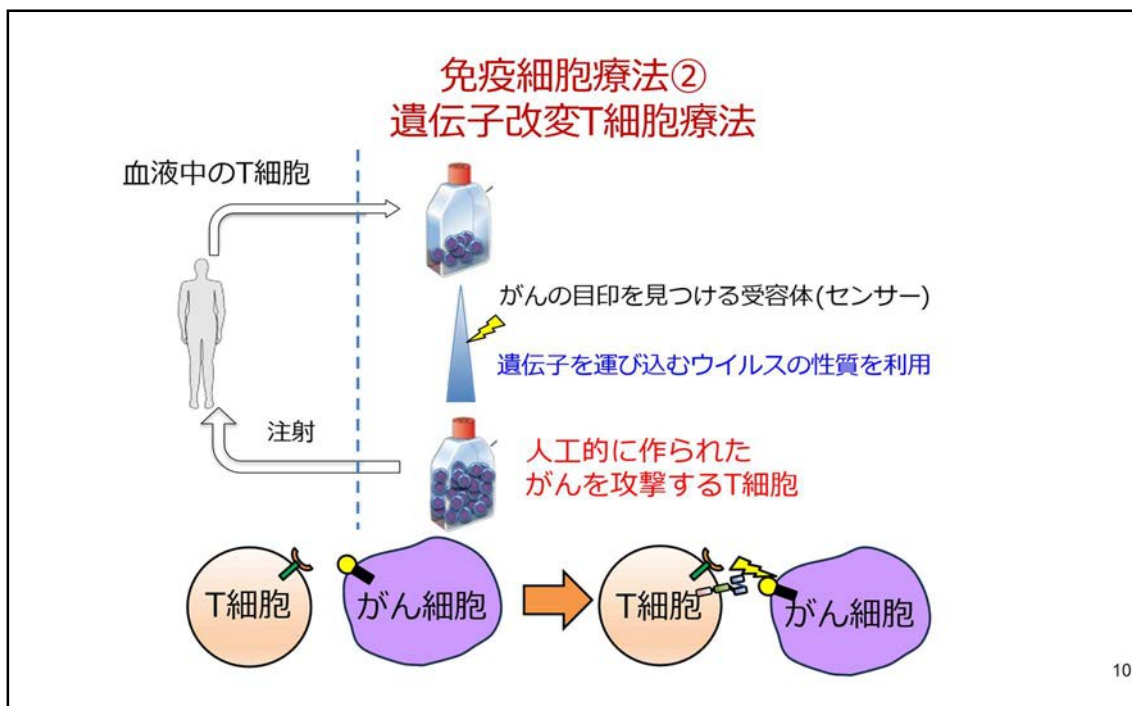 免疫細胞療法②
遺伝子改変T細胞療法
血液中のT細胞
がんの目印を見つける受容体(センサー)
遺伝子を運び込むウイルスの性質を利用
注射
人工的に作られた
がんを攻撃するT細胞
T細胞
がん細胞
T細胞
がん細胞
10